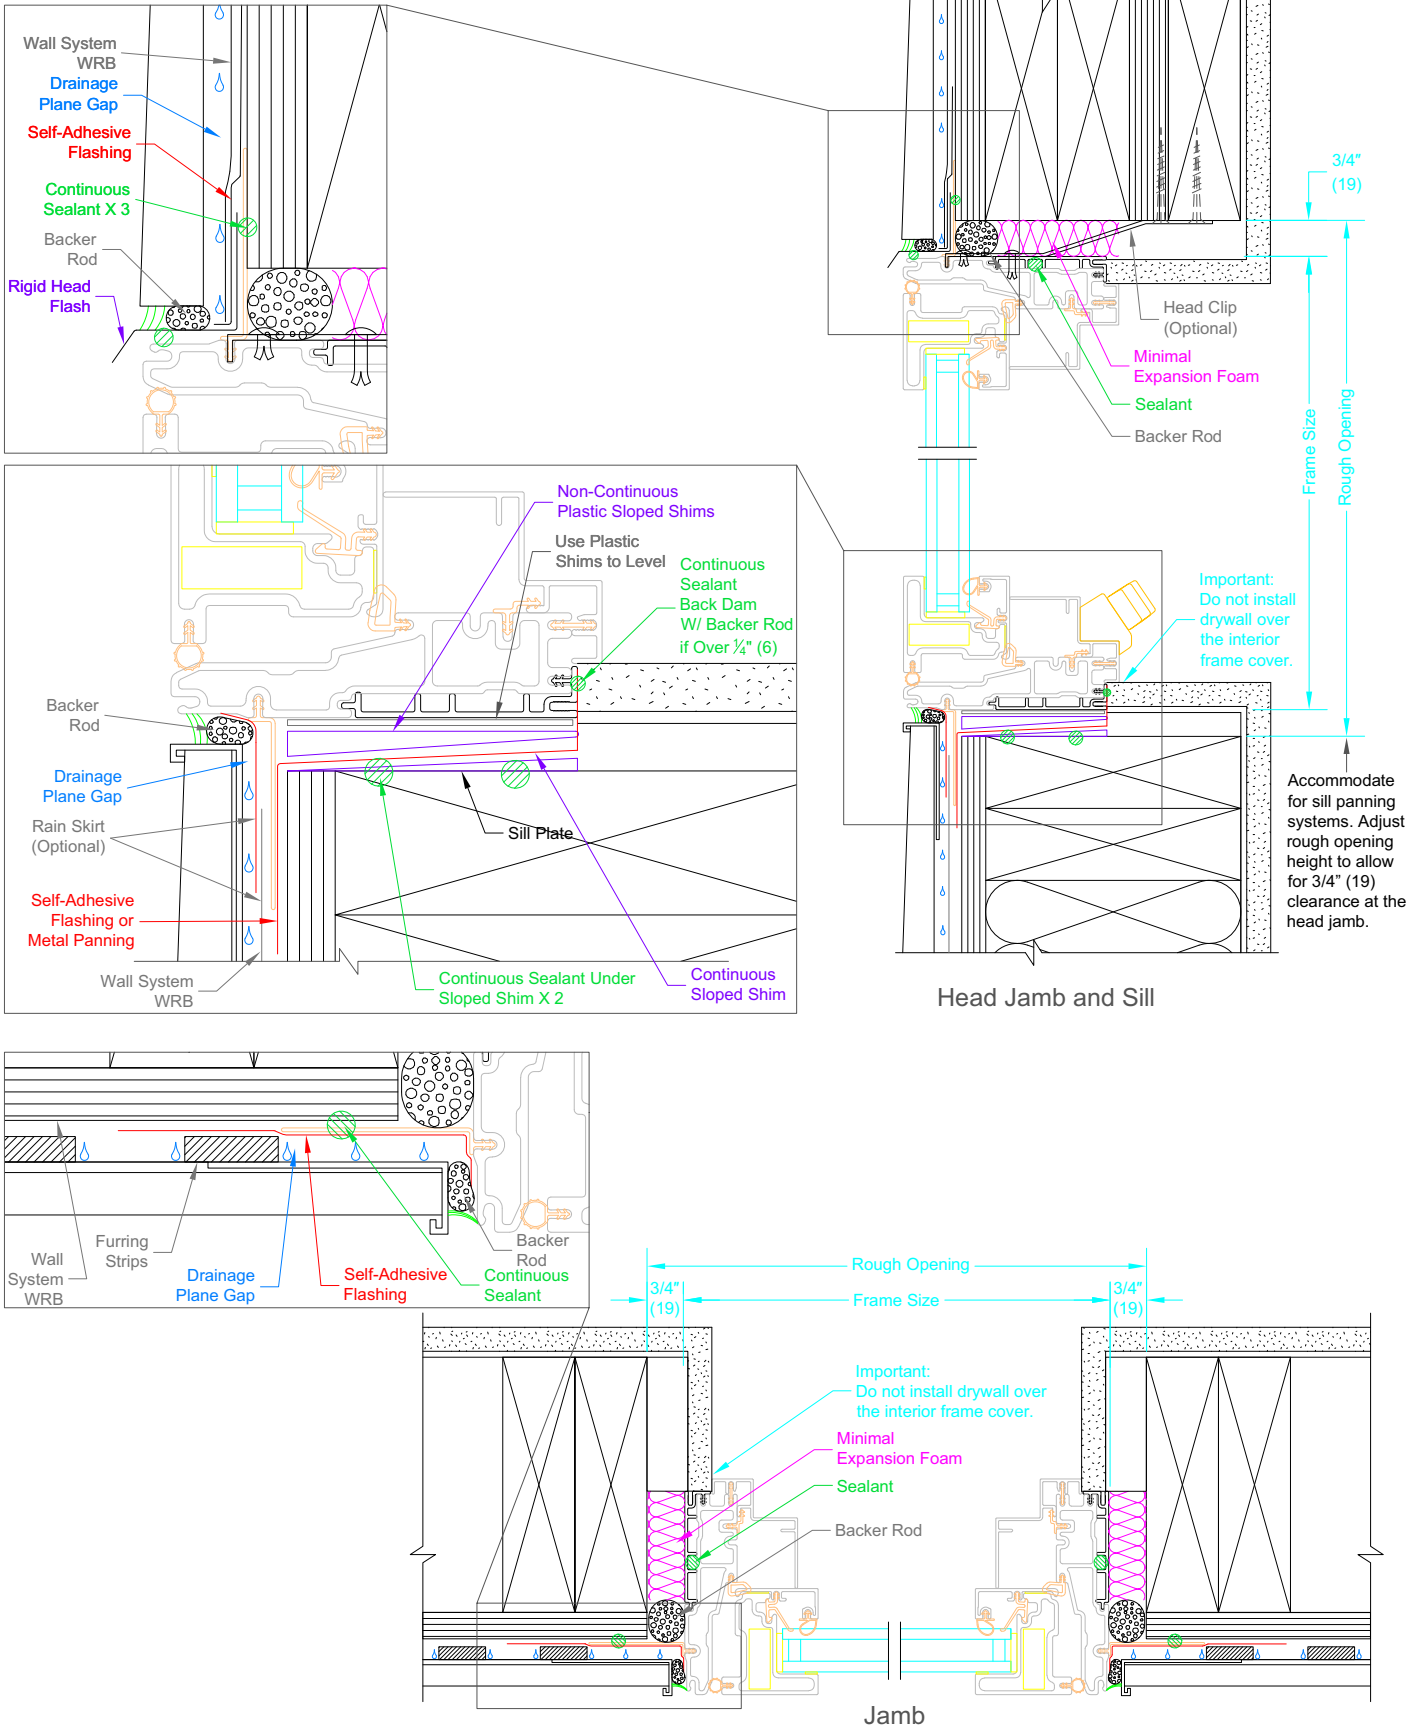 Wall System
WRB
Drainage
Plane Gap
Self-Adhesive
Flashing
Continuous
Sealant X 3
Backer
Rod
Rigid Head
Flash
3/4"
(19)
Head Clip
(Optional)
Minimal
Expansion Foam
Sealant
Backer Rod
Frame Size
Rough Opening
Non-Continuous
Plastic Sloped Shims
Use Plastic
Shims to Level
Continuous
Sealant
Back Dam
W/ Backer Rod
if Over ¼" (6)
Backer
Rod
Drainage
Plane Gap
Rain Skirt
(Optional)
Sill Plate
Self-Adhesive
Flashing or
Metal Panning
Wall System
WRB
Continuous Sealant Under
Sloped Shim X 2
Continuous
Sloped Shim
Important:
Do not install
drywall over
the interior
frame cover.
Accommodate
for sill panning
systems. Adjust
rough opening
height to allow
for 3/4" (19)
clearance at the
head jamb.
Head Jamb and Sill
Wall
System
WRB
Furring
Strips
Drainage
Plane Gap
Self-Adhesive
Flashing
Continuous
Sealant
Backer
Rod
Rough Opening
3/4"
(19)
Frame Size
3/4"
(19)
Important:
Do not install drywall over
the interior frame cover.
Minimal
Expansion Foam
Sealant
Backer Rod
Jamb